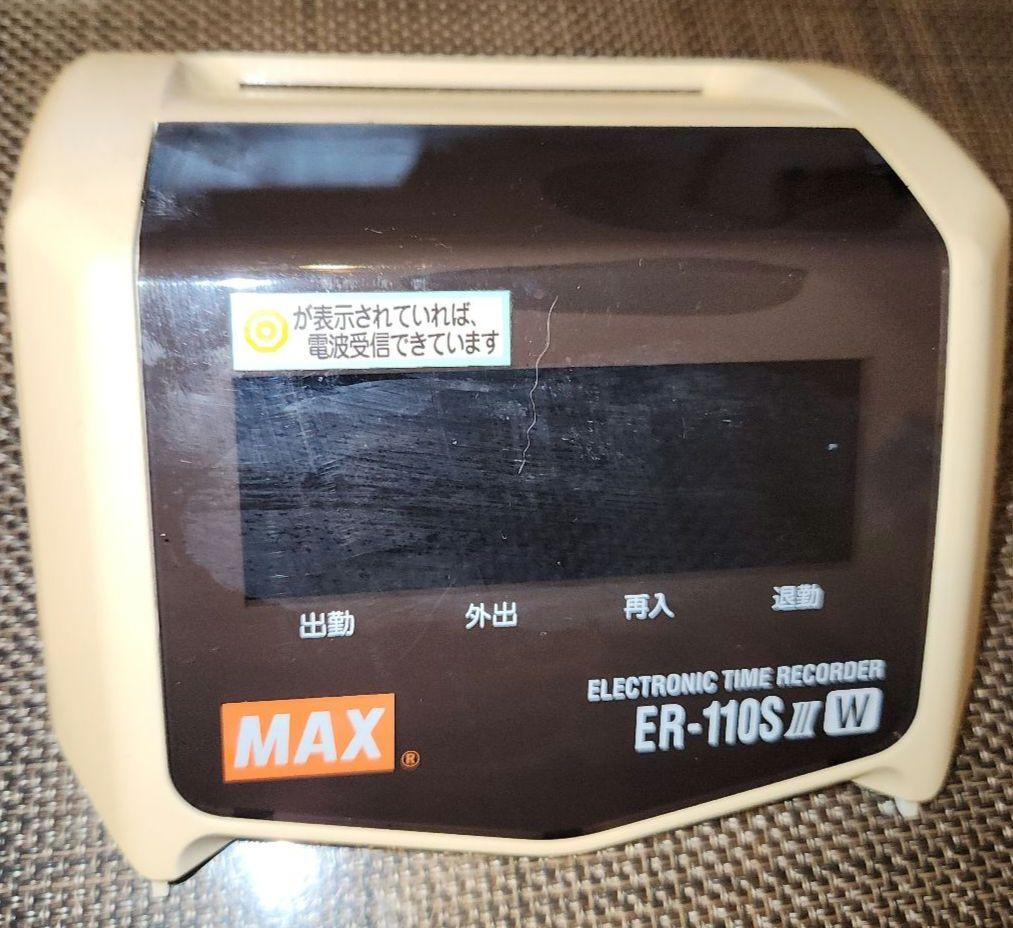 が表示されていれば、
電波受信できています
出勤 外出 再入 退勤
ELECTRONIC TIME RECORDER
ER-110SⅢ W
MAX®